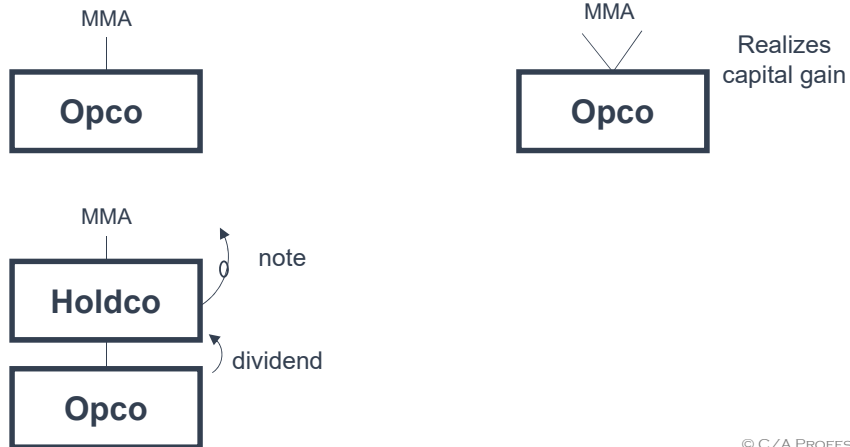 MMA
Opco
MMA
Opco
Realizes
capital gain
MMA
Holdco
note
dividend
Opco
© C/A